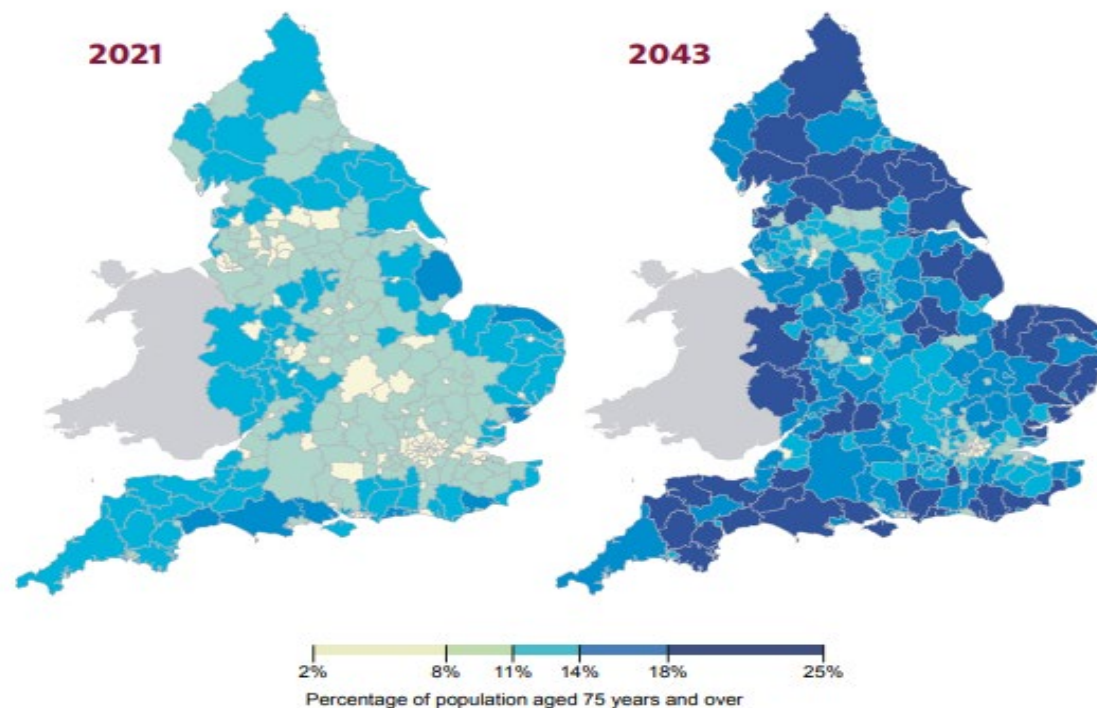 2021 2043
2% 8% 11% 14% 18% 25%
Percentage of population aged 75 years and over